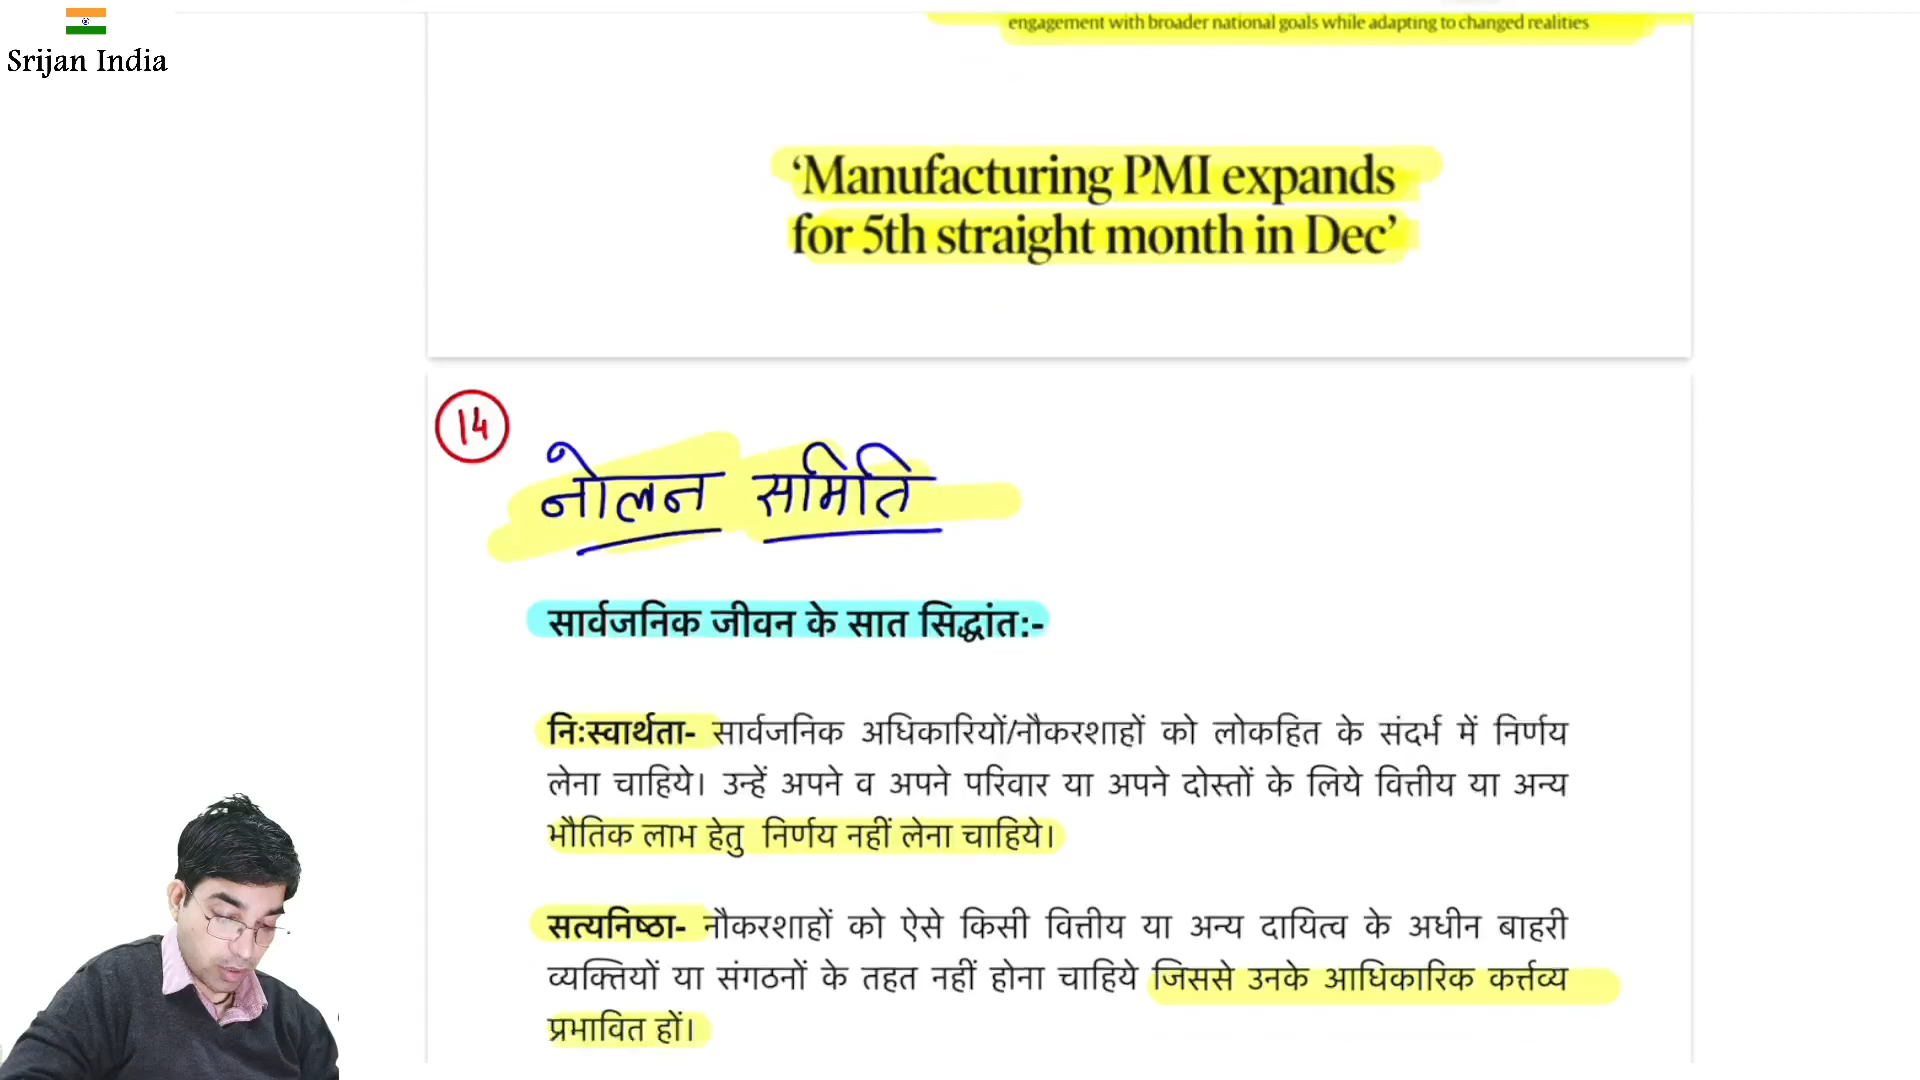 Srijan India
engagement with broader national goals while adapting to changed realities
‘Manufacturing PMI expands
for 5th straight month in Dec’
14
नोलन समिति
सार्वजनिक जीवन के सात सिद्धांत:-
निःस्वार्थता- सार्वजनिक अधिकारियों/नौकरशाहों को लोकहित के संदर्भ में निर्णय
लेना चाहिये। उन्हें अपने व अपने परिवार या अपने दोस्तों के लिये वित्तीय या अन्य
भौतिक लाभ हेतु निर्णय नहीं लेना चाहिये।
सत्यनिष्ठा- नौकरशाहों को ऐसे किसी वित्तीय या अन्य दायित्व के अधीन बाहरी
व्यक्तियों या संगठनों के तहत नहीं होना चाहिये जिससे उनके आधिकारिक कर्त्तव्य
प्रभावित हों।